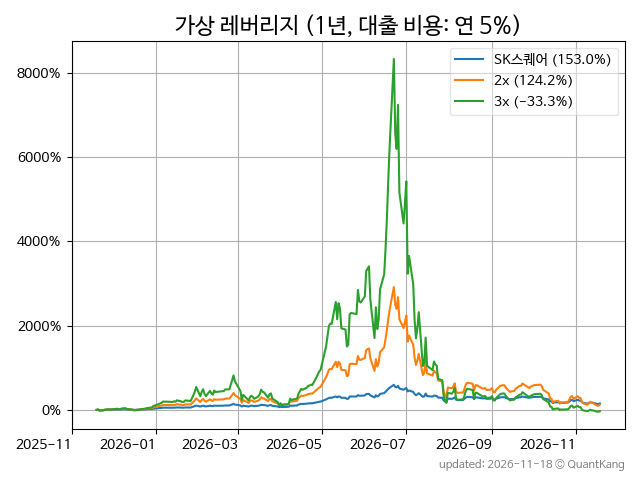 가상 레버리지 (1년, 대출 비용: 연 5%)
SK스퀘어 (153.0%)
2x (124.2%)
3x (−33.3%)
8000%
6000%
4000%
2000%
0%
2025-11 2026-01 2026-03 2026-05 2026-07 2026-09 2026-11
updated: 2026-11-18 @ QuantKang